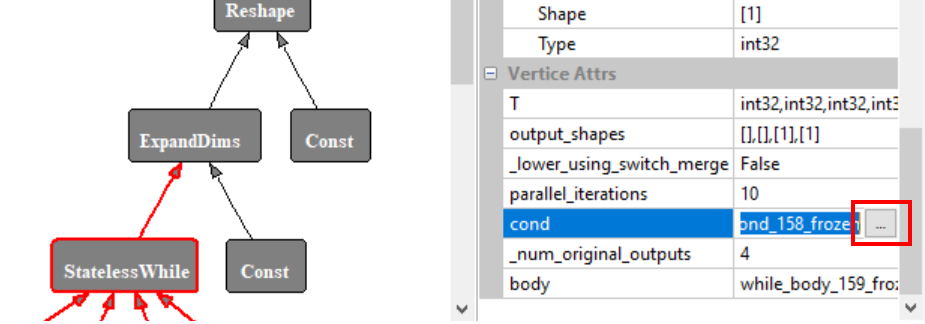 Reshape
ExpandDims
Const
StatelessWhile
Const
Shape [1]
Type int32
Vertice Attrs
T int32,int32,int32,int3
output_shapes [],[],[1],[1]
_lower_using_switch_merge False
parallel_iterations 10
cond ond_158_frozen ...
_num_original_outputs 4
body while_body_159_froz